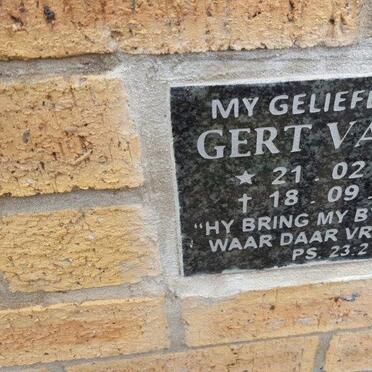 MY GELIEF
GERT VA
★ 21 . 02
† 18 . 09 .
"HY BRING MY B
WAAR DAAR VR
PS. 23.2